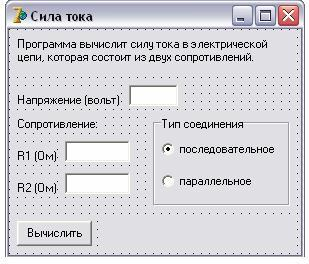 Сила тока
Программа вычислит силу тока в электрической
цепи, которая состоит из двух сопротивлений.
Напряжение (вольт)
Сопротивление:
Тип соединения
R1 (Ом)
последовательное
R2 (Ом)
параллельное
Вычислить